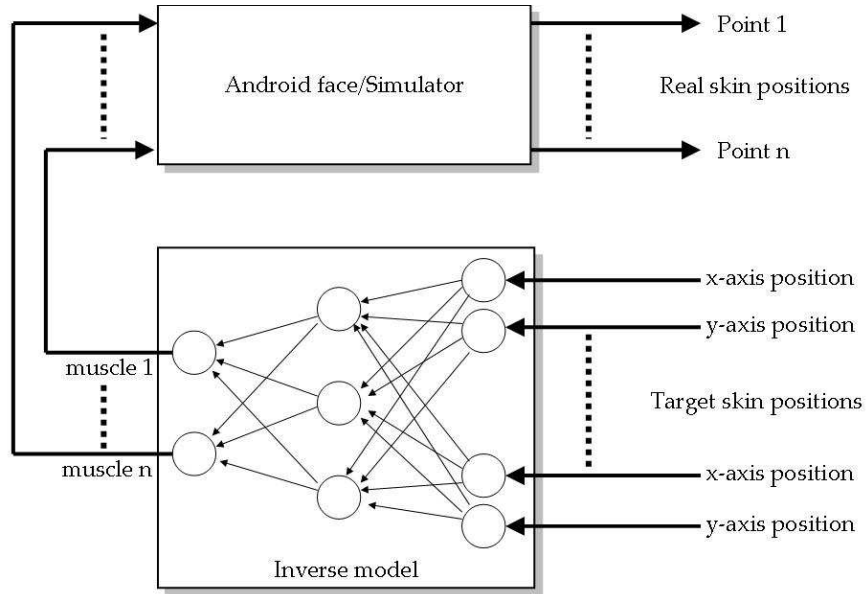 Point 1
Android face/Simulator
Real skin positions
Point n
x-axis position
y-axis position
muscle 1
Target skin positions
muscle n
x-axis position
y-axis position
Inverse model